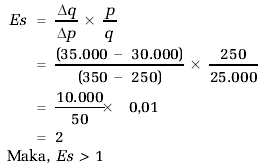 Es = Δq/Δp × p/q
= (35.000 − 30.000)/(350 − 250) × 250/25.000
= 10.000/50 × 0,01
= 2
Maka, Es > 1